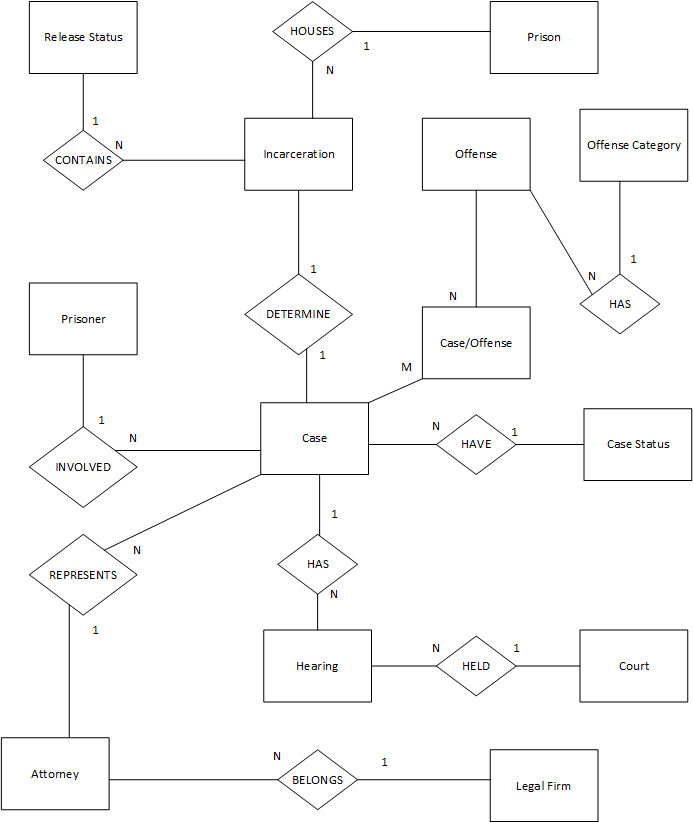 Release Status
HOUSES
Prison
1
N
1
N
CONTAINS
Incarceration
Offense
Offense Category
1
1
N
HAS
N
DETERMINE
Prisoner
Case/Offense
1
M
1
N
Case
N
HAVE
1
Case Status
INVOLVED
1
N
REPRESENTS
HAS
N
1
Hearing
N
HELD
1
Court
Attorney
N
BELONGS
1
Legal Firm